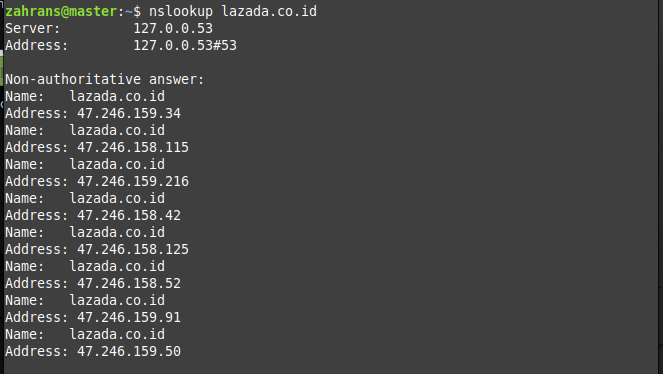 zahrans@master:~$ nslookup lazada.co.id
Server:         127.0.0.53
Address:        127.0.0.53#53

Non-authoritative answer:
Name:   lazada.co.id
Address: 47.246.159.34
Name:   lazada.co.id
Address: 47.246.158.115
Name:   lazada.co.id
Address: 47.246.159.216
Name:   lazada.co.id
Address: 47.246.158.42
Name:   lazada.co.id
Address: 47.246.158.125
Name:   lazada.co.id
Address: 47.246.158.52
Name:   lazada.co.id
Address: 47.246.159.91
Name:   lazada.co.id
Address: 47.246.159.50